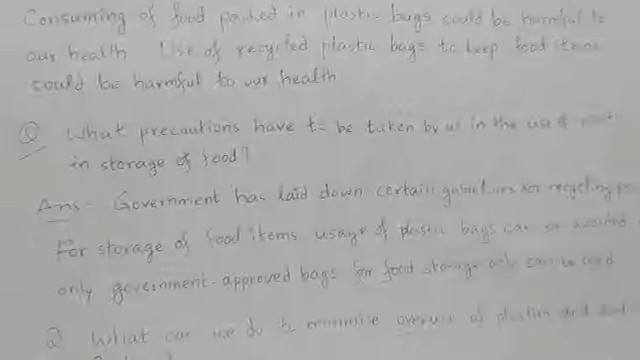 Consuming of food packed in plastic bags could be harmful to
our health Use of recycled plastic bags to keep food items
could be harmful to our health
Q What precautions have to be taken by us in the use of
in storage of food?
Ans - Government has laid down certain for recycling
For storage of food items usage of plastic bags can be avoided
only government-approved bags for food storage only can be used
Q What can we do to minimise overuse of plastics and